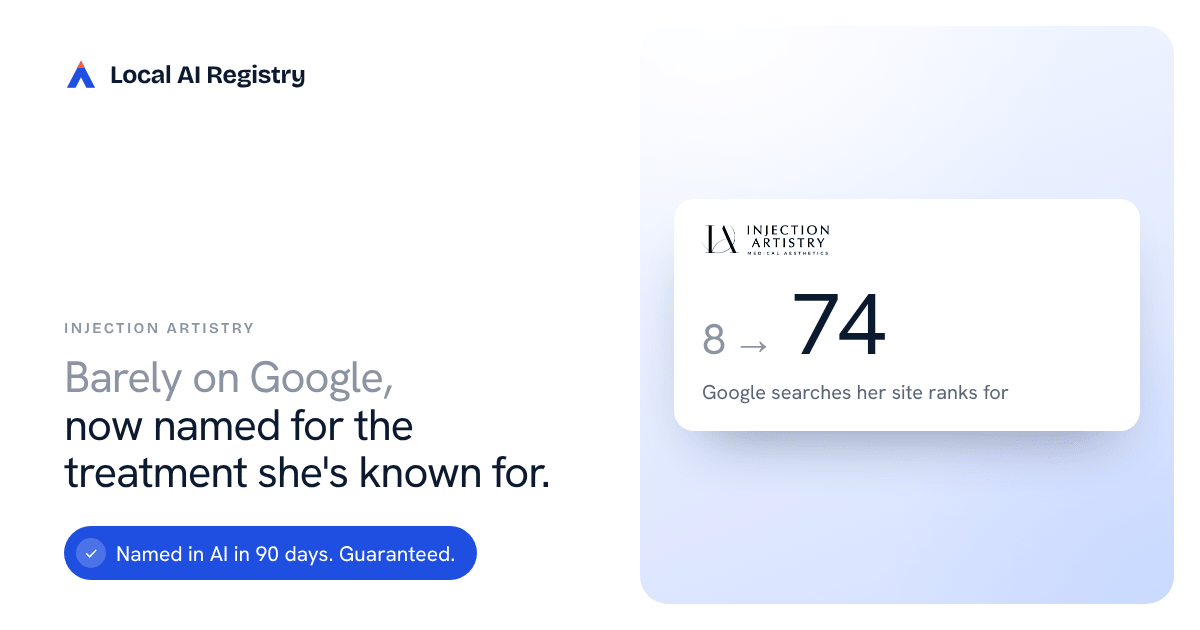 Local AI Registry
INJECTION ARTISTRY
Barely on Google,
now named for the
treatment she's known for.
Named in AI in 90 days. Guaranteed.
IA INJECTION
ARTISTRY
MEDICAL AESTHETICS
8 → 74
Google searches her site ranks for